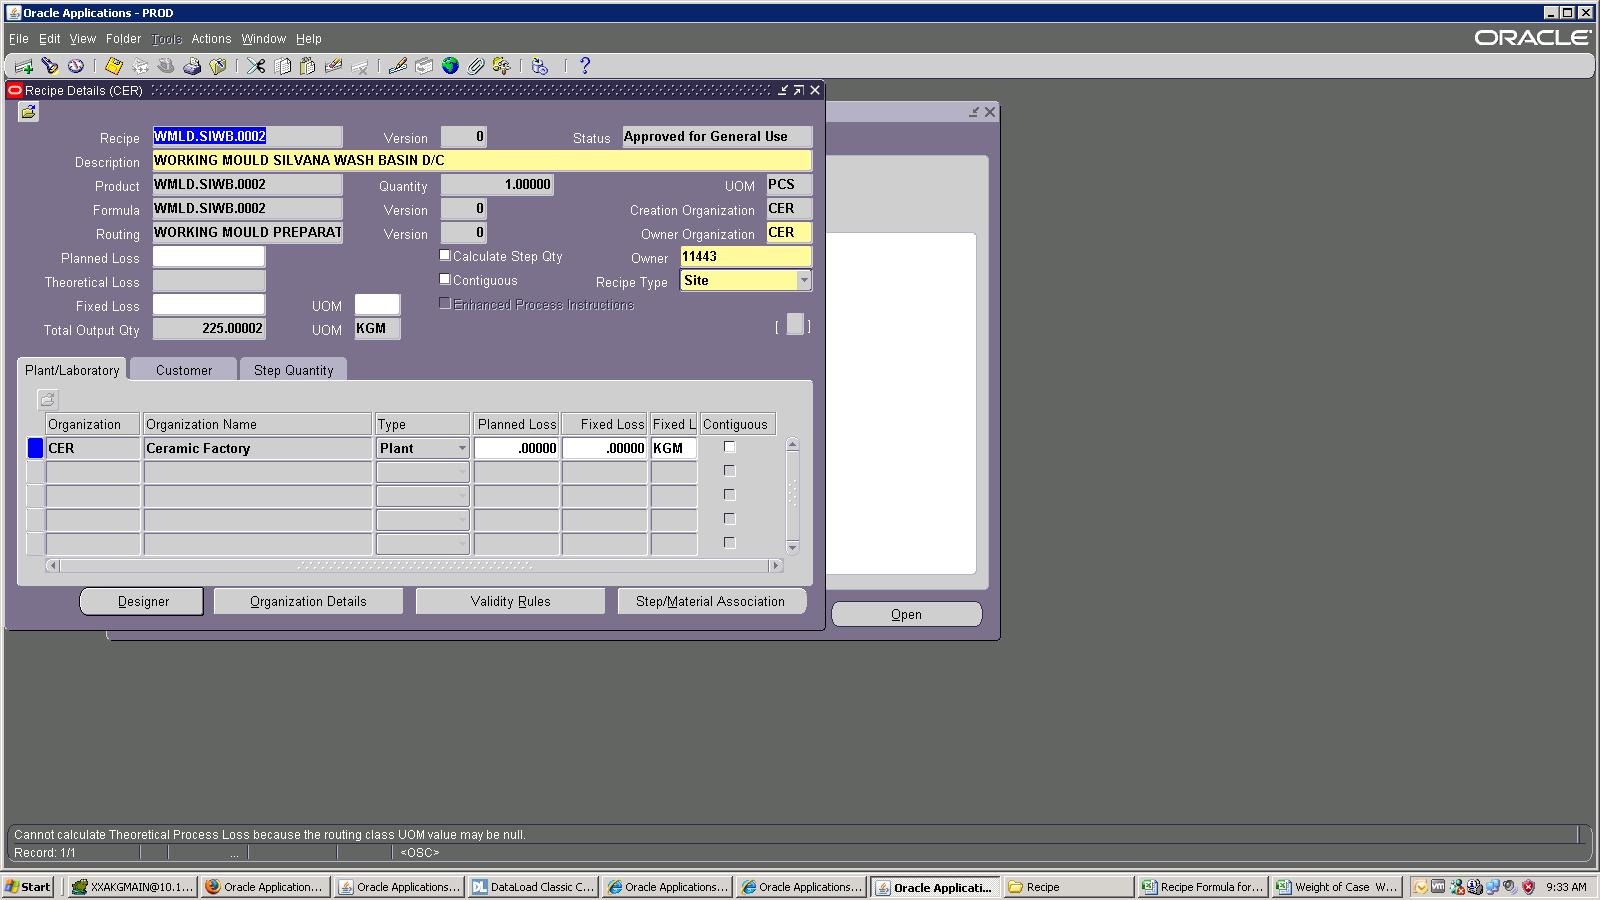 Oracle Applications - PROD
File Edit View Folder Tools Actions Window Help
ORACLE
Recipe Details (CER)
Recipe WMLD.SIWB.0002 Version 0 Status Approved for General Use
Description WORKING MOULD SILVANA WASH BASIN D/C
Product WMLD.SIWB.0002 Quantity 1.00000 UOM PCS
Formula WMLD.SIWB.0002 Version 0 Creation Organization CER
Routing WORKING MOULD PREPARAT Version 0 Owner Organization CER
Planned Loss Calculate Step Qty Owner 11443
Theoretical Loss Contiguous Recipe Type Site
Fixed Loss UOM Enhanced Process Instructions
Total Output Qty 225.00002 UOM KGM [ ]
Plant/Laboratory Customer Step Quantity
Organization Organization Name Type Planned Loss Fixed Loss Fixed L Contiguous
CER Ceramic Factory Plant .00000 .00000 KGM
Designer Organization Details Validity Rules Step/Material Association
Open
Cannot calculate Theoretical Process Loss because the routing class UOM value may be null.
Record: 1/1 ... <OSC>
Start XXAKGMAIN@10.1... Oracle Application... Oracle Applications... DataLoad Classic C... Oracle Applications... Oracle Applications... Oracle Applicati... Recipe Recipe Formula for... Weight of Case W... 9:33 AM